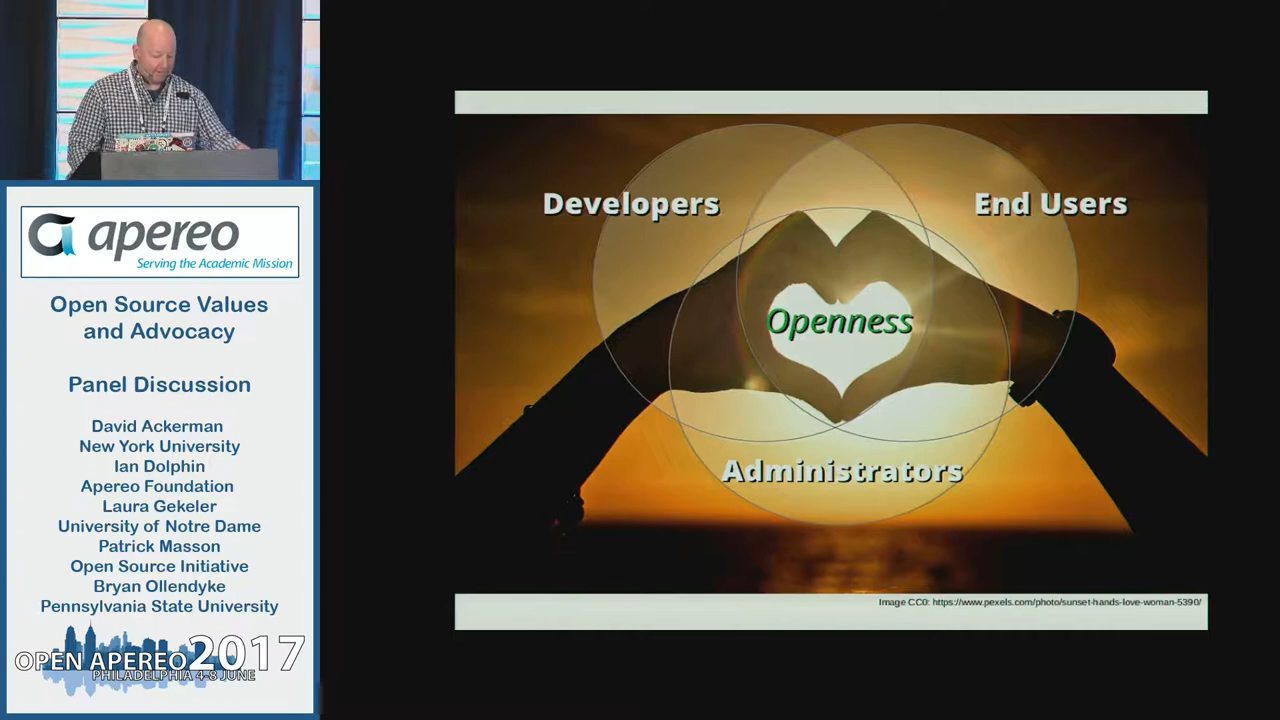 apereo
Serving the Academic Mission
Open Source Values
and Advocacy
Panel Discussion
David Ackerman
New York University
Ian Dolphin
Apereo Foundation
Laura Gekeler
University of Notre Dame
Patrick Masson
Open Source Initiative
Bryan Ollendyke
Pennsylvania State University
OPEN APEREO 2017
PHILADELPHIA 4-8 JUNE
Developers
End Users
Openness
Administrators
Image CC0: https://www.pexels.com/photo/sunset-hands-love-woman-5390/